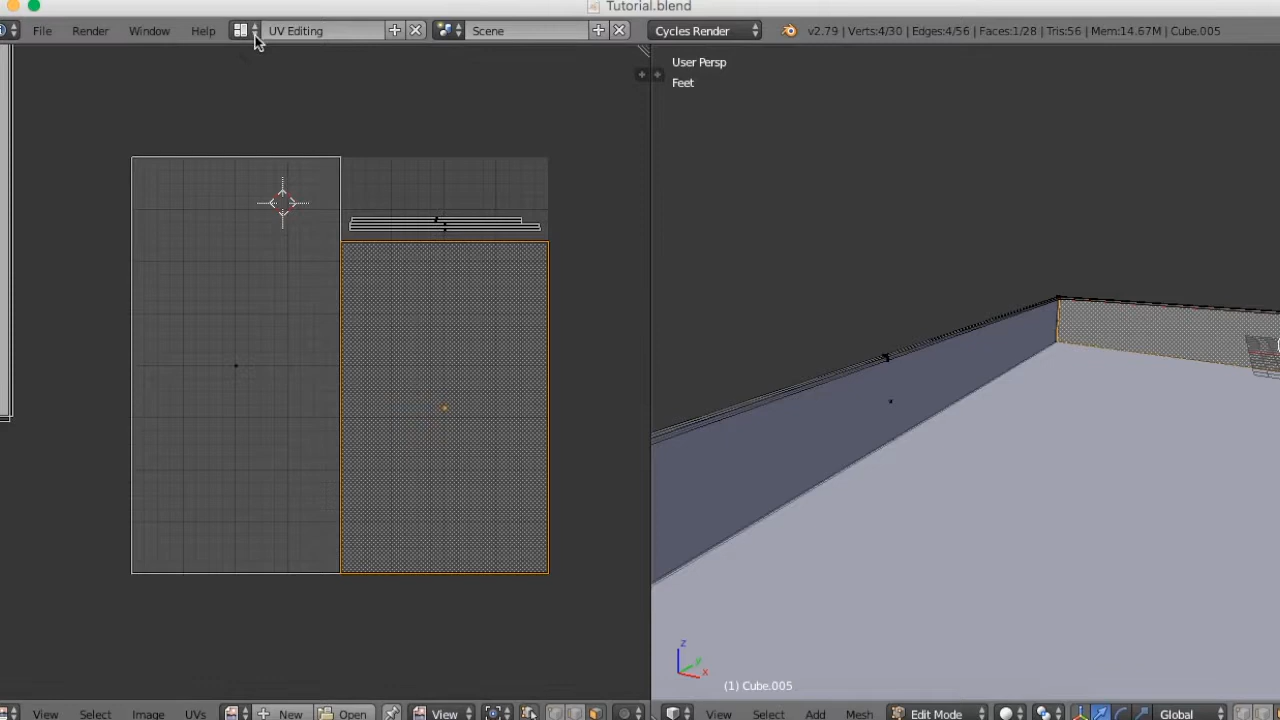 Tutorial.blend
File Render Window Help UV Editing Scene Cycles Render v2.79 | Verts:4/30 | Edges:4/56 | Faces:1/28 | Tris:56 | Mem:14.67M | Cube.005
User Persp
Feet
z
y
x
(1) Cube.005
View Select Image UVs New Open View View Select Add Mesh Edit Mode Global